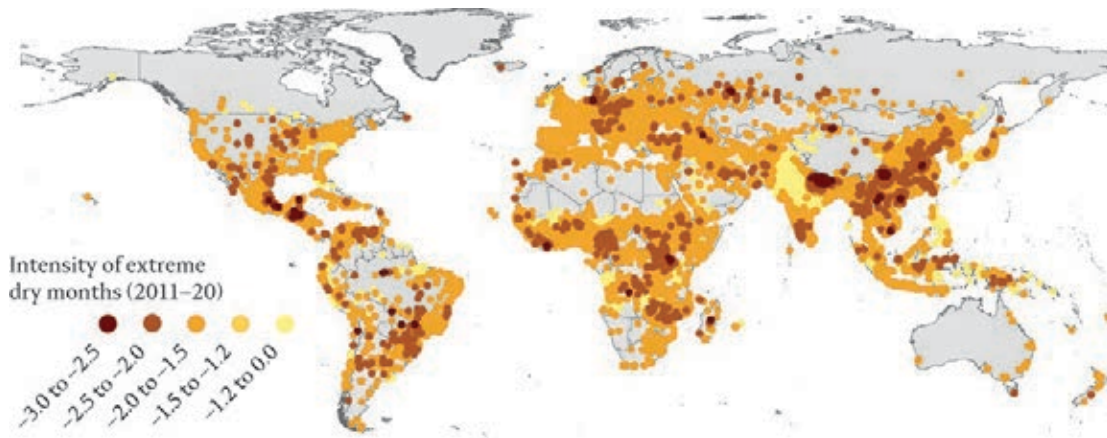 Intensity of extreme
dry months (2011–20)
–3.0 to –2.5
–2.5 to –2.0
–2.0 to –1.5
–1.5 to –1.2
–1.2 to 0.0